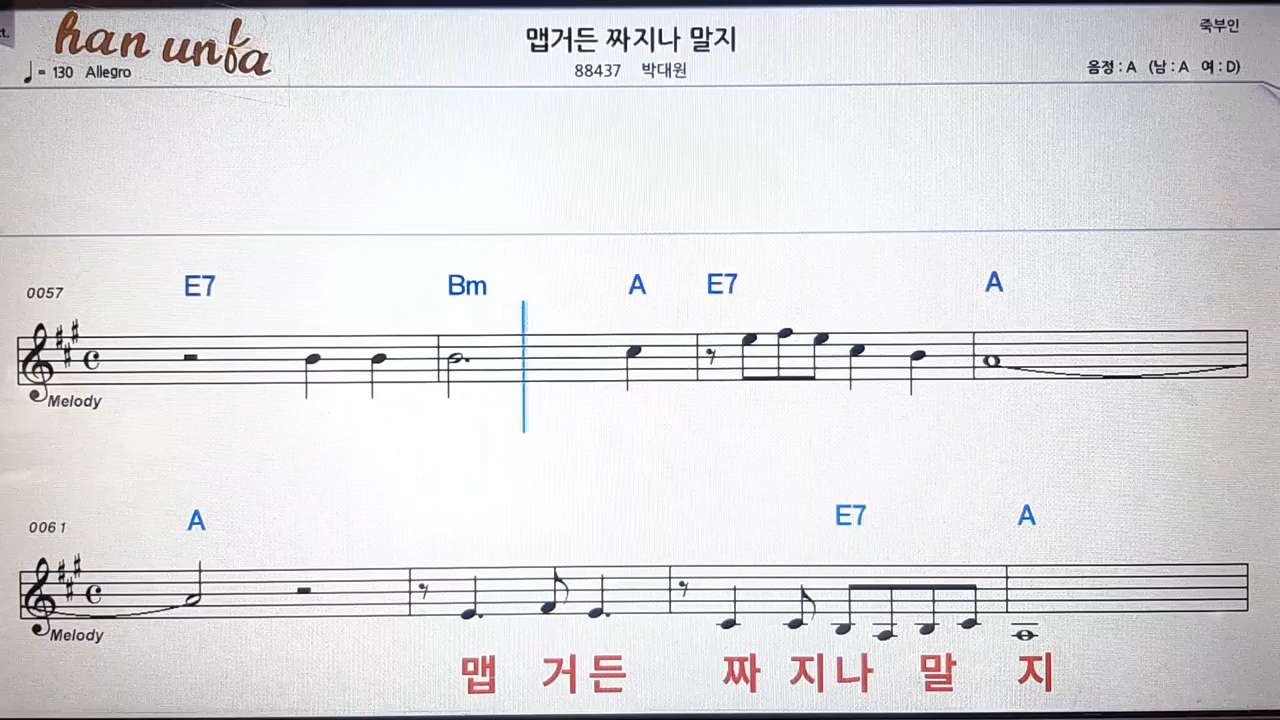 t.
han unba
죽부인
맵거든 짜지나 말지
= 130 Allegro
88437 박대원
음정 : A (남 : A 여 : D)
0057
E7 Bm A E7 A
Melody
0061
A E7 A
Melody
맵 거든 짜 지나 말 지